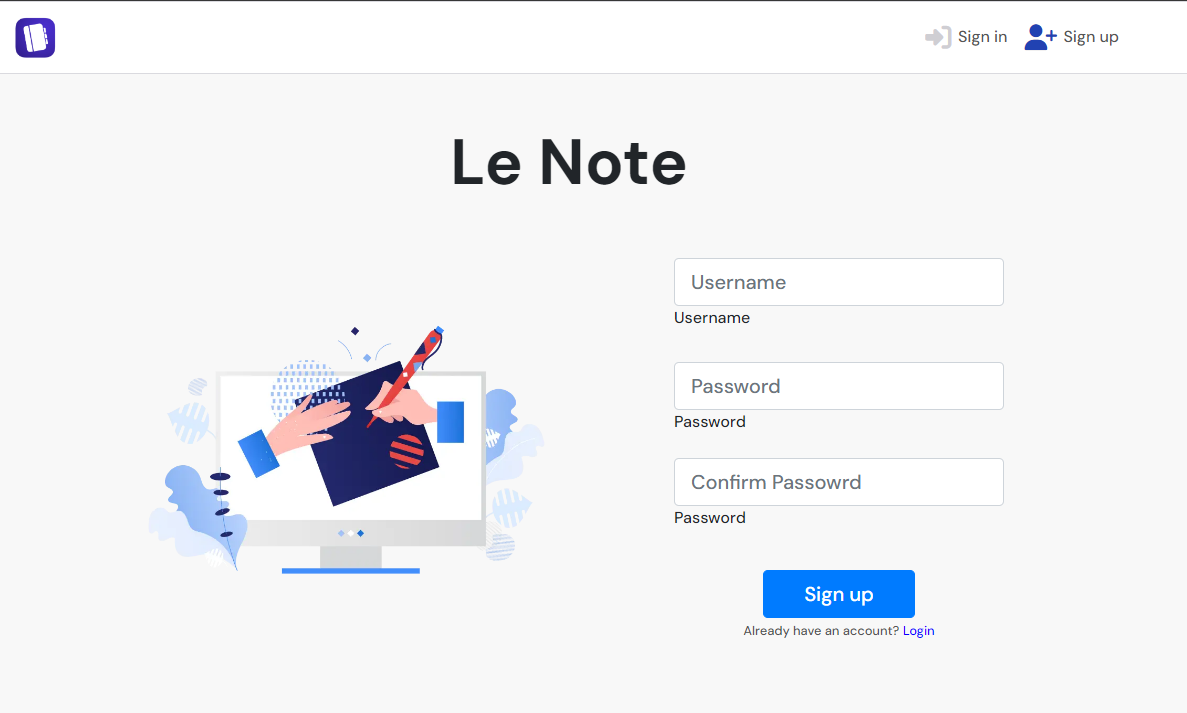 Sign in
Sign up
Le Note
Username
Username
Password
Password
Confirm Passowrd
Password
Sign up
Already have an account? Login